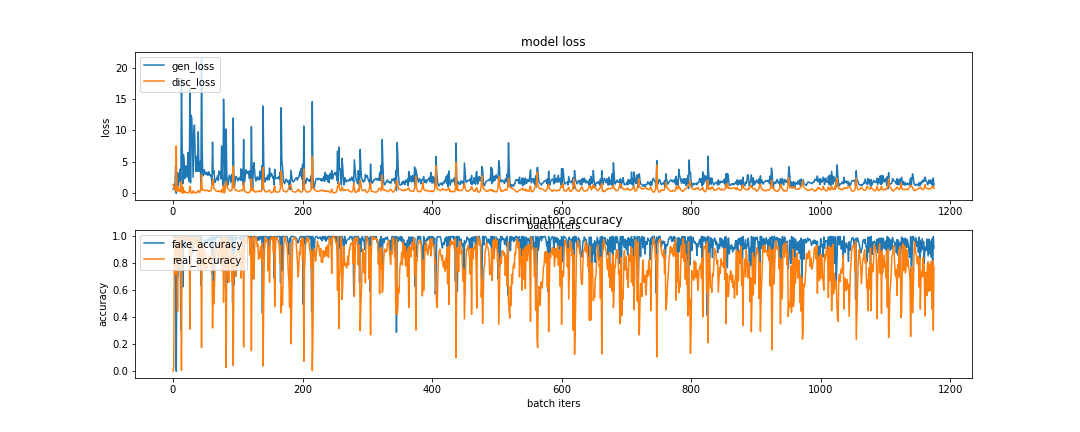 model loss
gen_loss
disc_loss
loss
20
15
10
5
0
0 200 400 600 800 1000 1200
batch iters
discriminator accuracy
fake_accuracy
real_accuracy
accuracy
1.0
0.8
0.6
0.4
0.2
0.0
0 200 400 600 800 1000 1200
batch iters